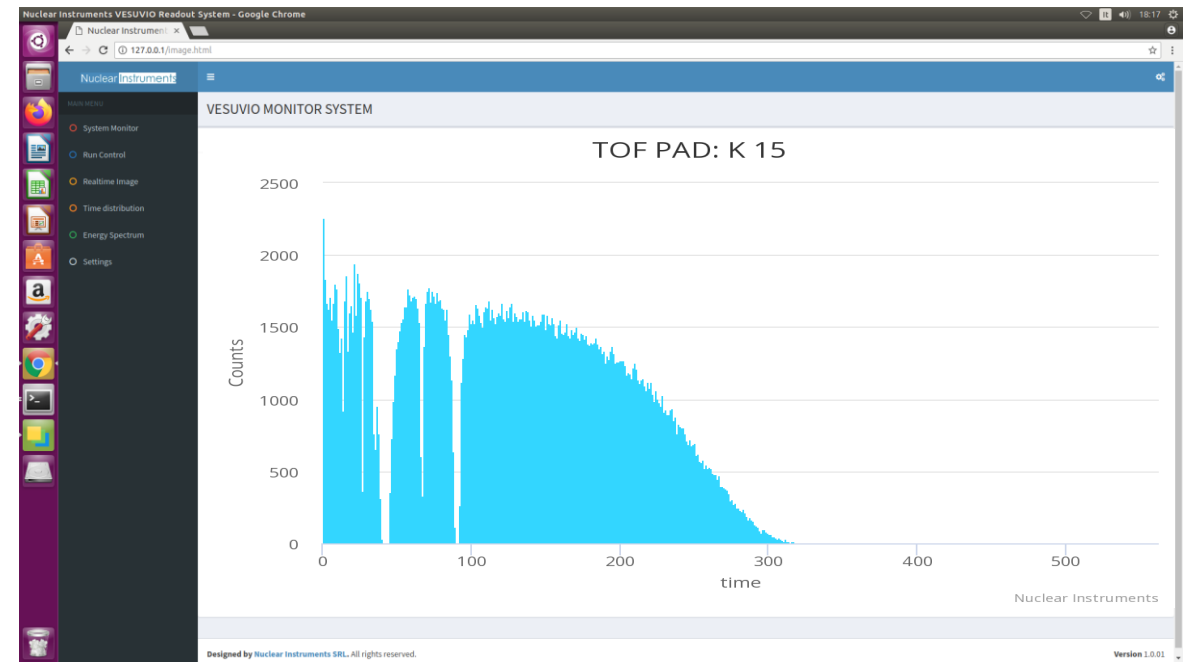 Nuclear Instruments VESUVIO Readout System - Google Chrome
It 18:17
Nuclear Instrument ×
127.0.0.1/image.html
Nuclear Instruments
MAIN MENU
VESUVIO MONITOR SYSTEM
System Monitor
Run Control
Realtime Image
Time distribution
Energy Spectrum
Settings
TOF PAD: K 15
Counts
2500
2000
1500
1000
500
0
0 100 200 300 400 500
time
Nuclear Instruments
Designed by Nuclear Instruments SRL. All rights reserved.
Version 1.0.01